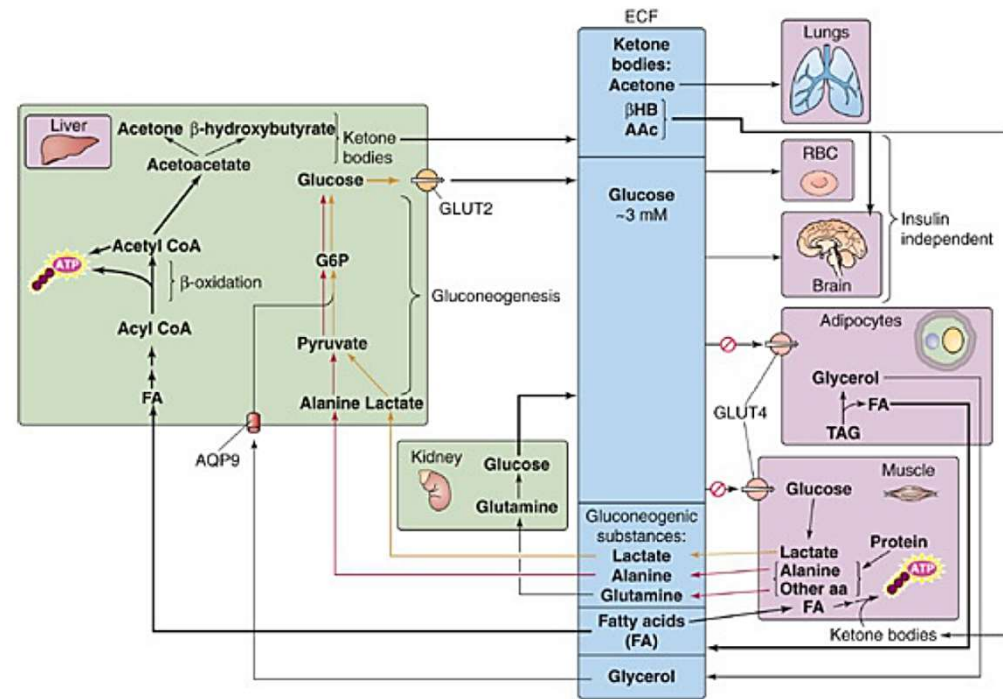 ECF
Ketone
bodies:
Acetone
βHB
AAc
Lungs
Liver
Acetone β-hydroxybutyrate
Ketone
bodies
Acetoacetate
Glucose
GLUT2
Acetyl CoA
ATP
β-oxidation
G6P
Gluconeogenesis
Acyl CoA
Pyruvate
FA
Alanine Lactate
AQP9
Glucose
~3 mM
RBC
Insulin
independent
Brain
Adipocytes
Glycerol
FA
TAG
GLUT4
Kidney
Glucose
Glutamine
Muscle
Glucose
Gluconeogenic
substances:
Lactate
Alanine
Glutamine
Lactate
Protein
Alanine
Other aa
ATP
FA
Ketone bodies
Fatty acids
(FA)
Glycerol